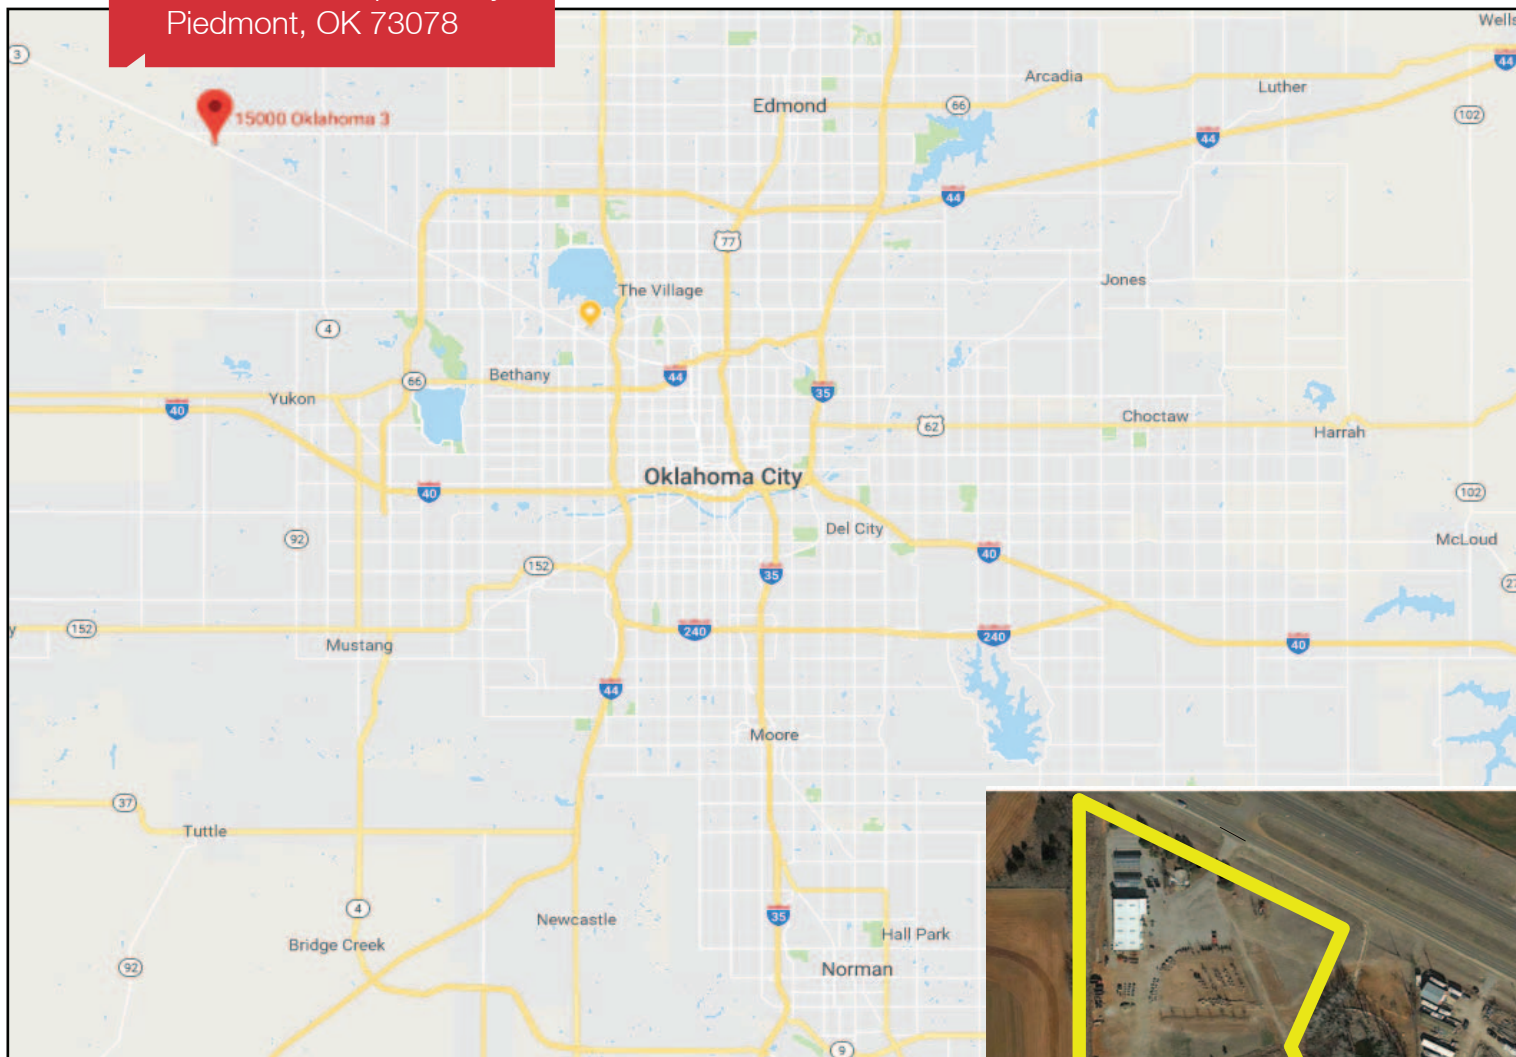 Piedmont, OK 73078
Wells
3
44
Arcadia
Luther
Edmond
66
102
15000 Oklahoma 3
44
44
77
Jones
The Village
4
Bethany
44
66
35
Yukon
40
Choctaw
62
Harrah
Oklahoma City
40
102
Del City
92
McLoud
40
152
35
27
152
240
240
40
Mustang
44
Moore
37
Tuttle
4
35
Newcastle
Hall Park
Bridge Creek
92
Norman
9